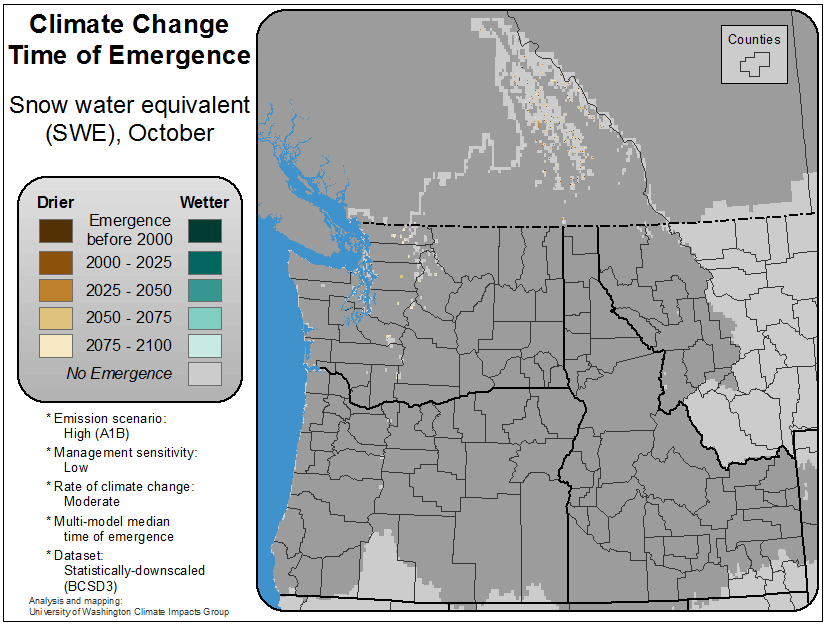 Climate Change
Time of Emergence
Snow water equivalent
(SWE), October
Drier
Wetter
Emergence
before 2000
2000 - 2025
2025 - 2050
2050 - 2075
2075 - 2100
No Emergence
* Emission scenario:
High (A1B)
* Management sensitivity:
Low
* Rate of climate change:
Moderate
* Multi-model median
time of emergence
* Dataset:
Statistically-downscaled
(BCSD3)
Analysis and mapping:
University of Washington Climate Impacts Group
Counties